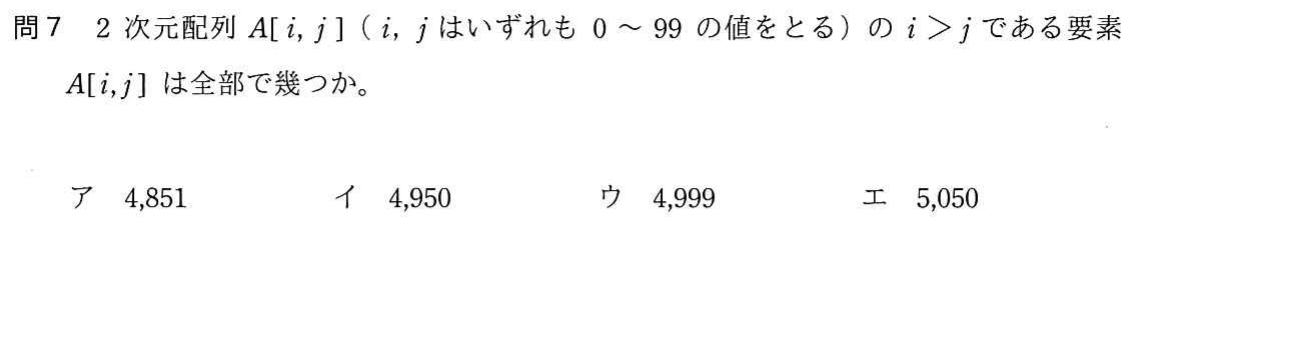 問7 2次元配列 A[i, j]（i, j はいずれも 0 ～ 99 の値をとる）の i＞j である要素
A[i,j] は全部で幾つか。
ア 4,851 イ 4,950 ウ 4,999 エ 5,050